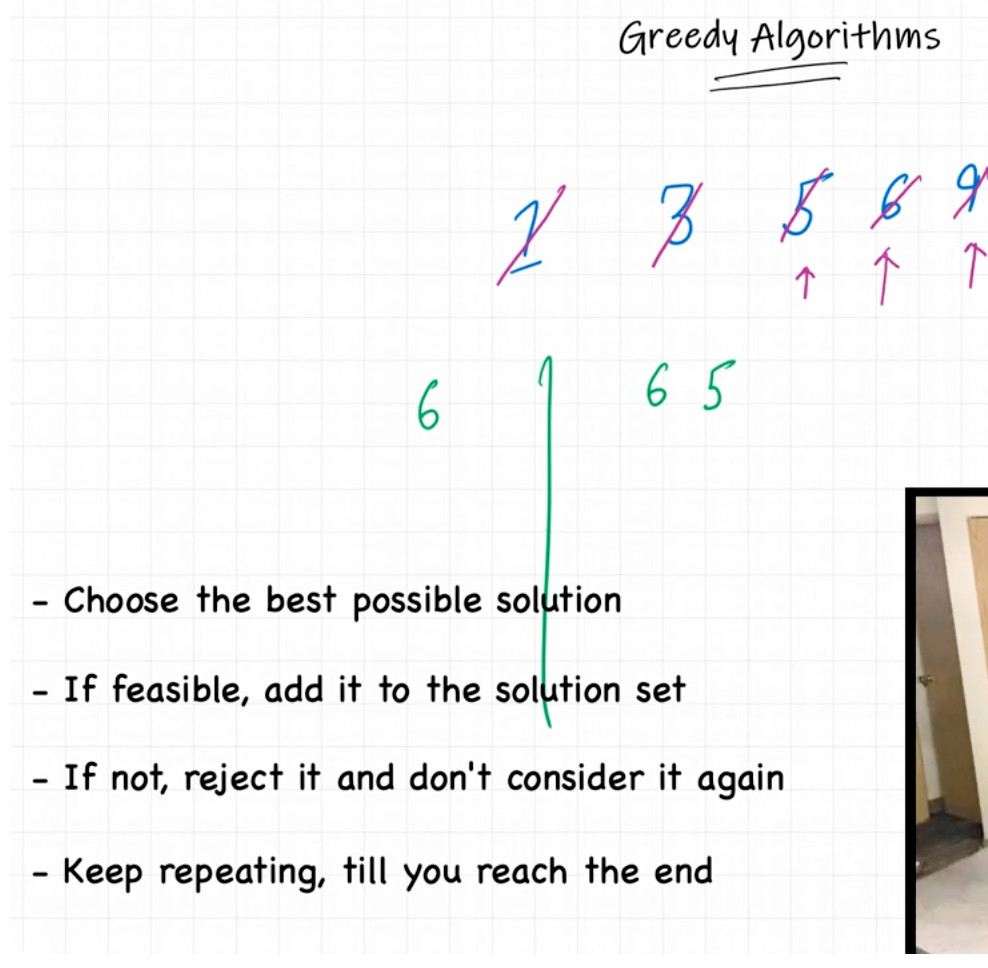 Greedy Algorithms
2 3 5 6 9
6 6 5
- Choose the best possible solution
- If feasible, add it to the solution set
- If not, reject it and don't consider it again
- Keep repeating, till you reach the end